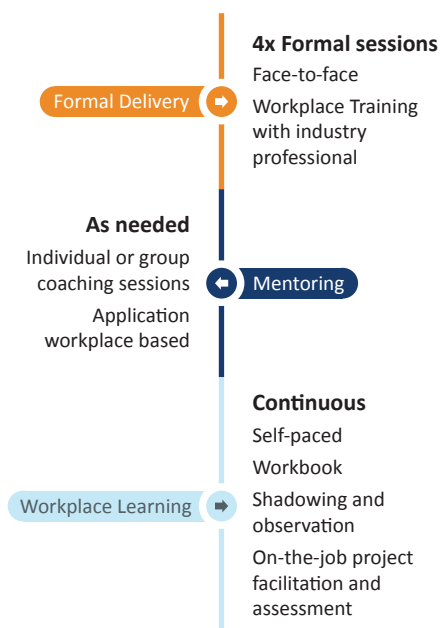 4x Formal sessions
Face-to-face
Formal Delivery
Workplace Training
with industry
professional
As needed
Individual or group
coaching sessions
Application
workplace based
Mentoring
Continuous
Self-paced
Workbook
Workplace Learning
Shadowing and
observation
On-the-job project
facilitation and
assessment